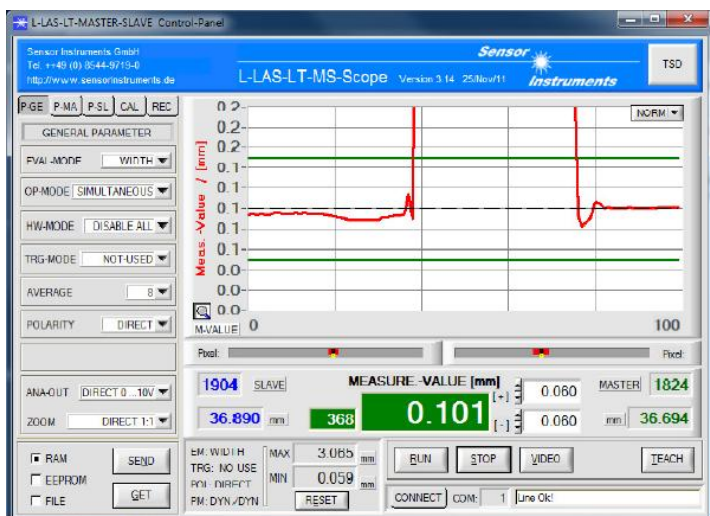 L-LAS-LT-MASTER-SLAVE Control-Panel
Sensor Instruments GmbH
Tel. ++49 (0) 8544-9719-0
http://www.sensorinstruments.de
L-LAS-LT-MS-Scope Version 3.14 25/Nov/11
Sensor Instruments
TSD
P-GE P-MA P-SL CAL REC
GENERAL PARAMETER
EVAL-MODE WIDTH
OP-MODE SIMULTANEOUS
HW-MODE DISABLE ALL
TRG-MODE NOT-USED
AVERAGE 8
POLARITY DIRECT
ANA-OUT DIRECT 0...10V
ZOOM DIRECT 1:1
RAM
EEPROM
FILE
SEND
GET
NORM
Meas.-Value / [mm]
0.2
0.2
0.2
0.1
0.1
0.1
0.1
0.1
0.0
0.0
0.0
M-VALUE 0 100
Pixel: Pixel:
1904 SLAVE
36.890 mm
368
MEASURE.-VALUE [mm]
0.101
[+] 0.060
[-] 0.060
MASTER 1824
mm 36.694
EM: WIDTH
TRG: NO USE
POL: DIRECT
PM: DYN/DYN
MAX 3.065 mm
MIN 0.059 mm
RESET
RUN STOP VIDEO TEACH
CONNECT COM: 1 Line Ok!